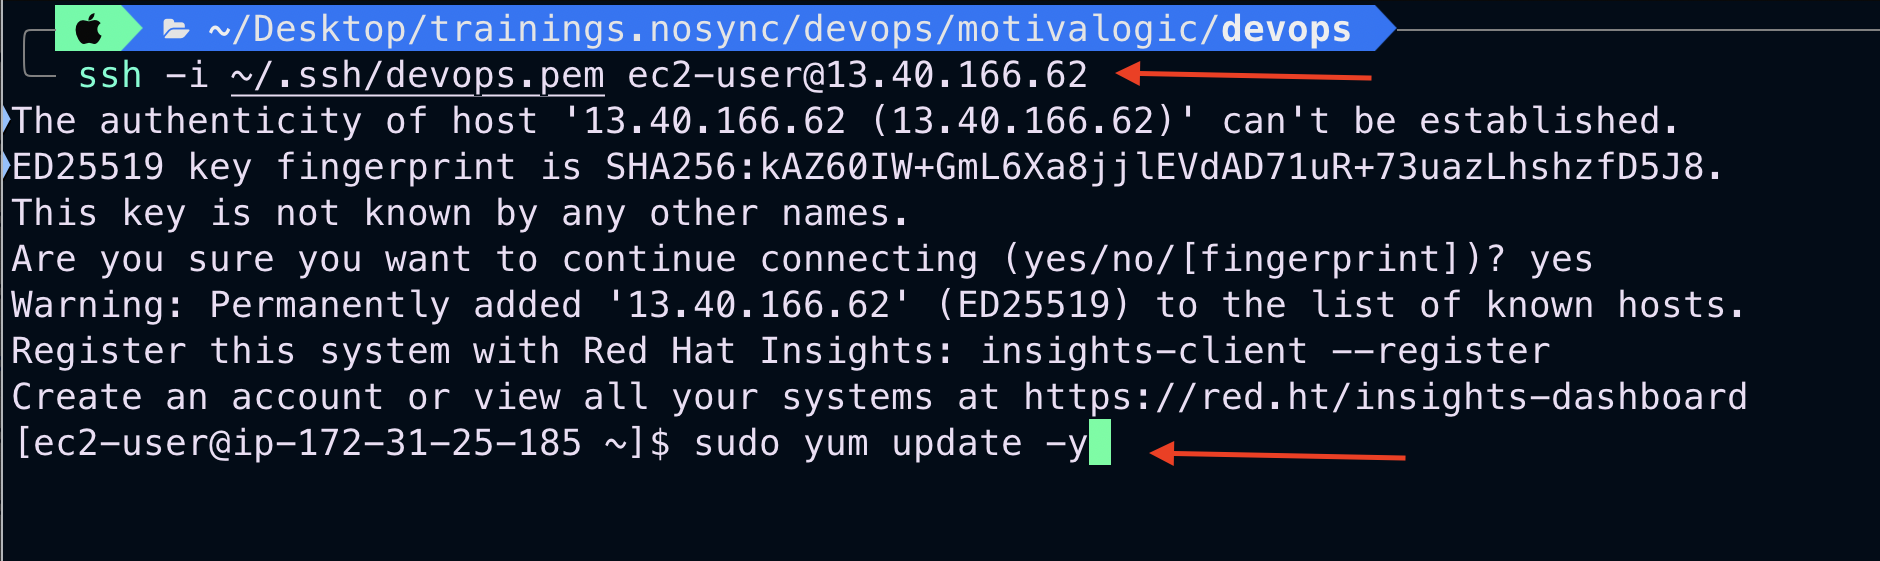 ~/Desktop/trainings.nosync/devops/motivalogic/devops
ssh -i ~/.ssh/devops.pem ec2-user@13.40.166.62
The authenticity of host '13.40.166.62 (13.40.166.62)' can't be established.
ED25519 key fingerprint is SHA256:kAZ60IW+GmL6Xa8jjlEVdAD71uR+73uazLhshzfD5J8.
This key is not known by any other names.
Are you sure you want to continue connecting (yes/no/[fingerprint])? yes
Warning: Permanently added '13.40.166.62' (ED25519) to the list of known hosts.
Register this system with Red Hat Insights: insights-client --register
Create an account or view all your systems at https://red.ht/insights-dashboard
[ec2-user@ip-172-31-25-185 ~]$ sudo yum update -y